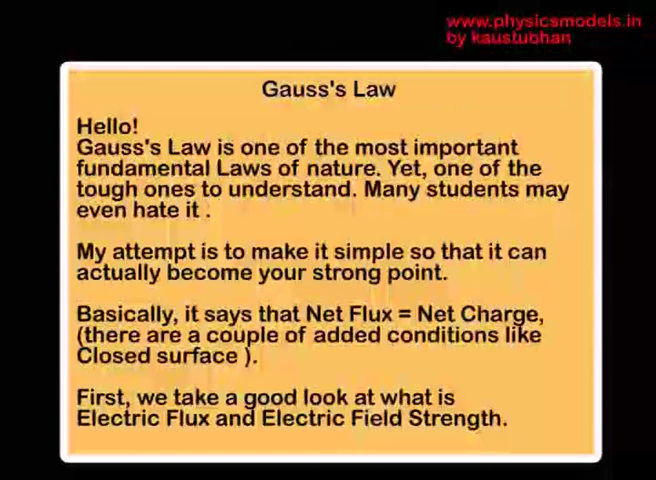 www.physicsmodels.in
by kaustubhan
Gauss's Law
Hello!
Gauss's Law is one of the most important
fundamental Laws of nature. Yet, one of the
tough ones to understand. Many students may
even hate it .
My attempt is to make it simple so that it can
actually become your strong point.
Basically, it says that Net Flux = Net Charge,
(there are a couple of added conditions like
Closed surface ).
First, we take a good look at what is
Electric Flux and Electric Field Strength.